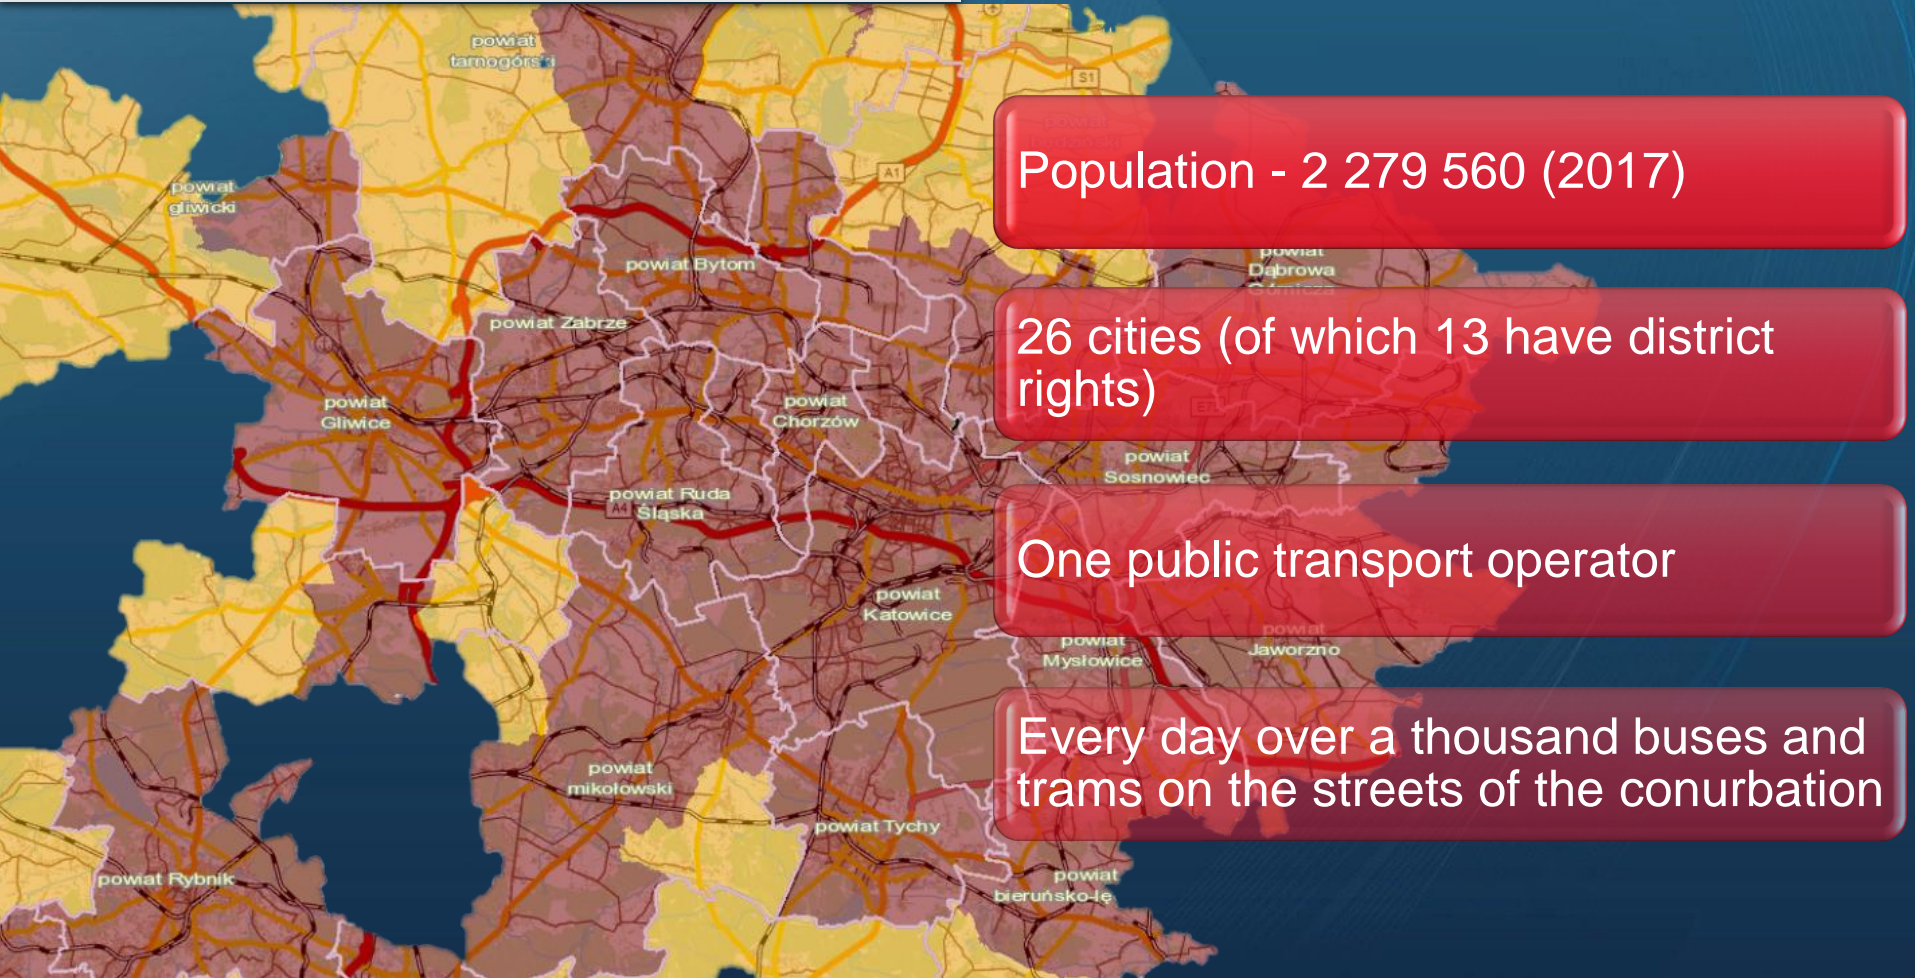 powiat
tarnogórski
S1
A1
powiat
gliwicki
Population - 2 279 560 (2017)
powiat Bytom
powiat
Dąbrowa
Górnicza
powiat Zabrze
26 cities (of which 13 have district
rights)
powiat
Gliwice
powiat
Chorzów
powiat
Sosnowiec
powiat Ruda
Śląska
A4
One public transport operator
powiat
Katowice
powiat
Mysłowice
powiat
Jaworzno
Every day over a thousand buses and
trams on the streets of the conurbation
powiat
mikołowski
powiat Tychy
powiat Rybnik
powiat
bieruńsko-lę